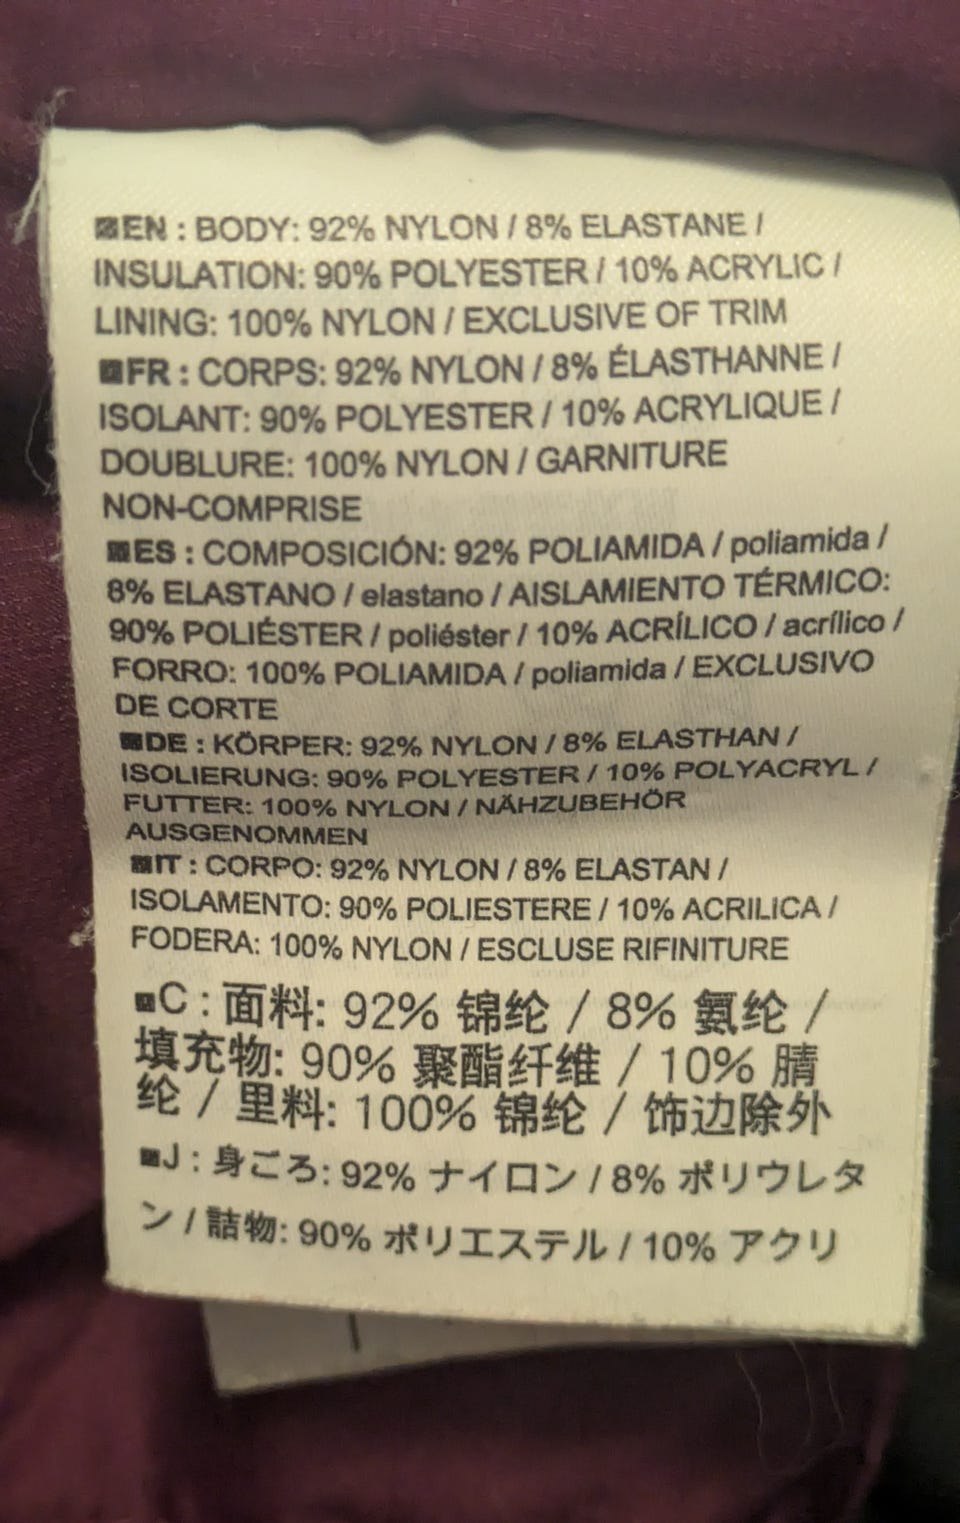 EN : BODY: 92% NYLON / 8% ELASTANE /
INSULATION: 90% POLYESTER / 10% ACRYLIC /
LINING: 100% NYLON / EXCLUSIVE OF TRIM
FR : CORPS: 92% NYLON / 8% ÉLASTHANNE /
ISOLANT: 90% POLYESTER / 10% ACRYLIQUE /
DOUBLURE: 100% NYLON / GARNITURE
NON-COMPRISE
ES : COMPOSICIÓN: 92% POLIAMIDA / poliamida /
8% ELASTANO / elastano / AISLAMIENTO TÉRMICO:
90% POLIÉSTER / poliéster / 10% ACRÍLICO / acrílico /
FORRO: 100% POLIAMIDA / poliamida / EXCLUSIVO
DE CORTE
DE : KÖRPER: 92% NYLON / 8% ELASTHAN /
ISOLIERUNG: 90% POLYESTER / 10% POLYACRYL /
FUTTER: 100% NYLON / NÄHZUBEHÖR
AUSGENOMMEN
IT : CORPO: 92% NYLON / 8% ELASTAN /
ISOLAMENTO: 90% POLIESTERE / 10% ACRILICA /
FODERA: 100% NYLON / ESCLUSE RIFINITURE
C : 面料: 92% 锦纶 / 8% 氨纶 /
填充物: 90% 聚酯纤维 / 10% 腈
纶 / 里料: 100% 锦纶 / 饰边除外
J : 身ごろ: 92% ナイロン / 8% ポリウレタ
ン / 詰物: 90% ポリエステル / 10% アクリ